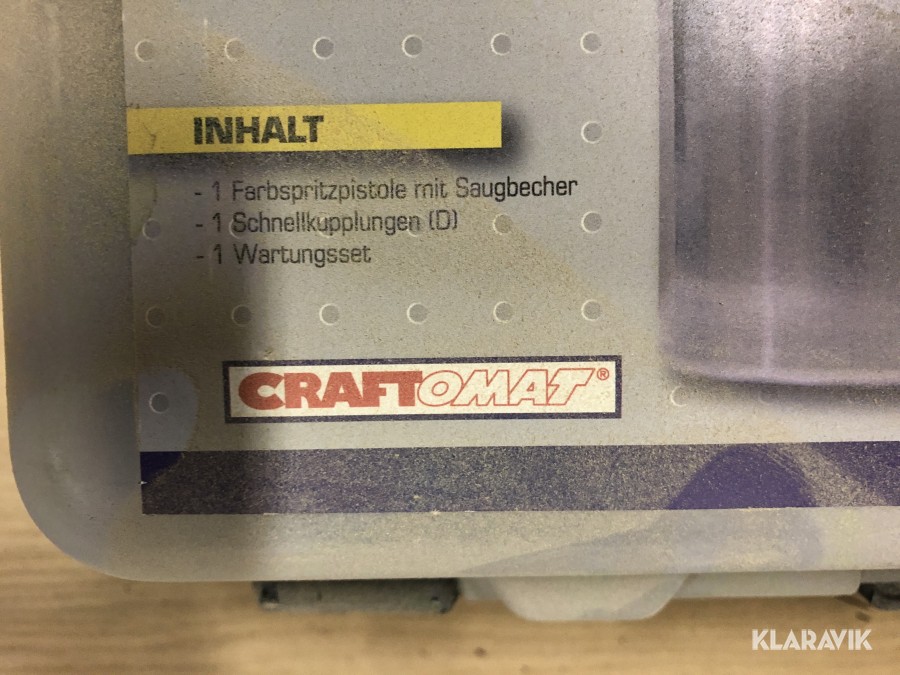 INHALT
- 1 Farbspritzpistole mit Saugbecher
- 1 Schnellkupplungen (D)
- 1 Wartungsset
CRAFTOMAT®
KLARAVIK